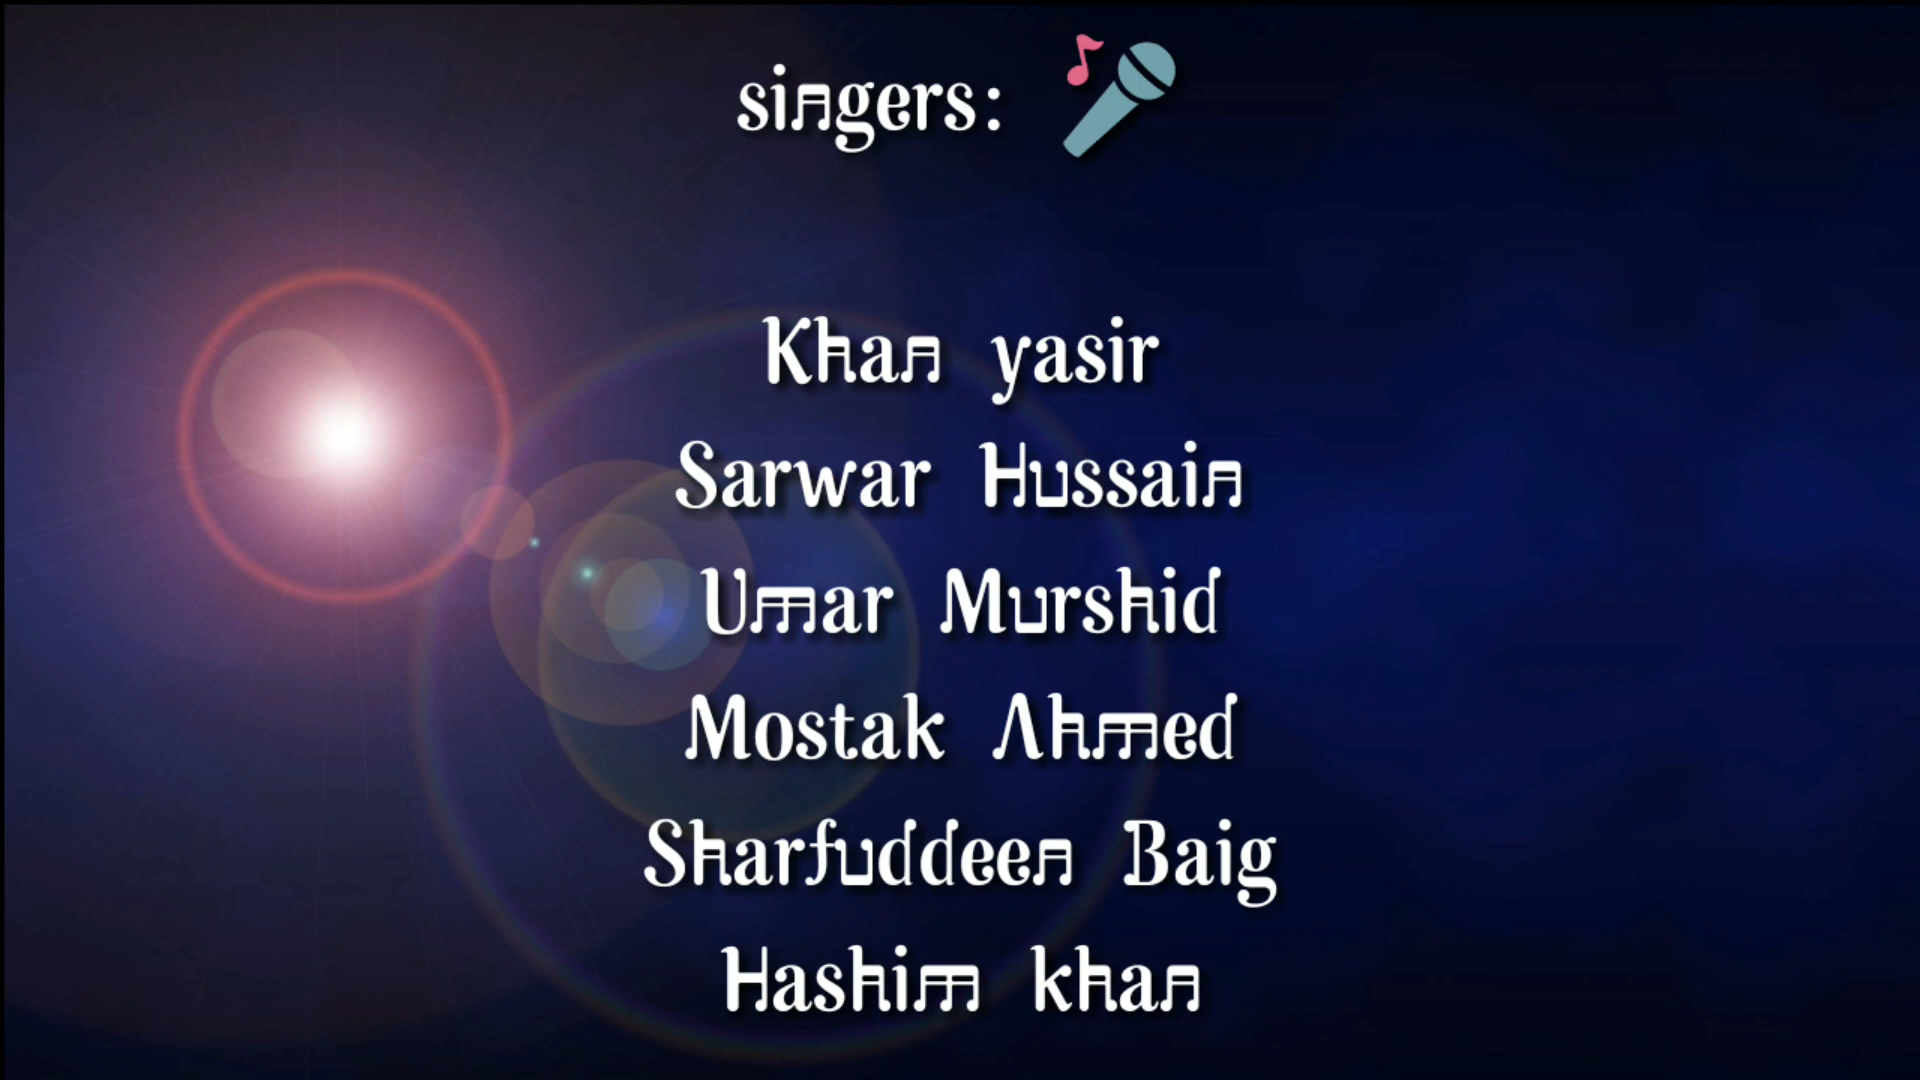 singers:
Khan yasir
Sarwar Hussain
Umar Murshid
Mostak Ahmed
Sharfuddeen Baig
Hashim khan